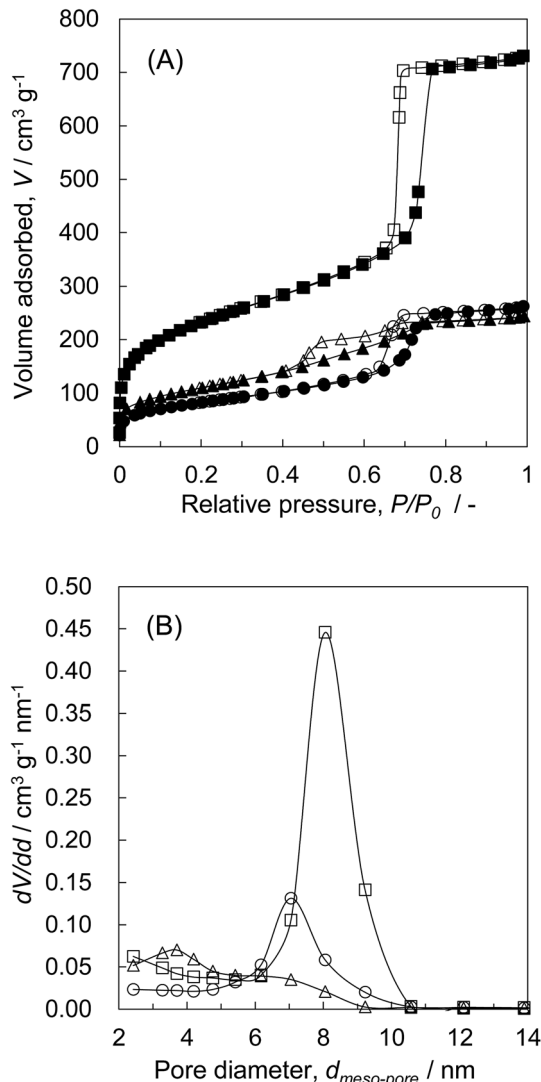 (A)
800
700
600
500
400
300
200
100
0
Volume adsorbed, V / cm³ g⁻¹
0 0.2 0.4 0.6 0.8 1
Relative pressure, P/P₀ / -
(B)
0.50
0.45
0.40
0.35
0.30
0.25
0.20
0.15
0.10
0.05
0.00
dV/dd / cm³ g⁻¹ nm⁻¹
2 4 6 8 10 12 14
Pore diameter, d_meso-pore / nm